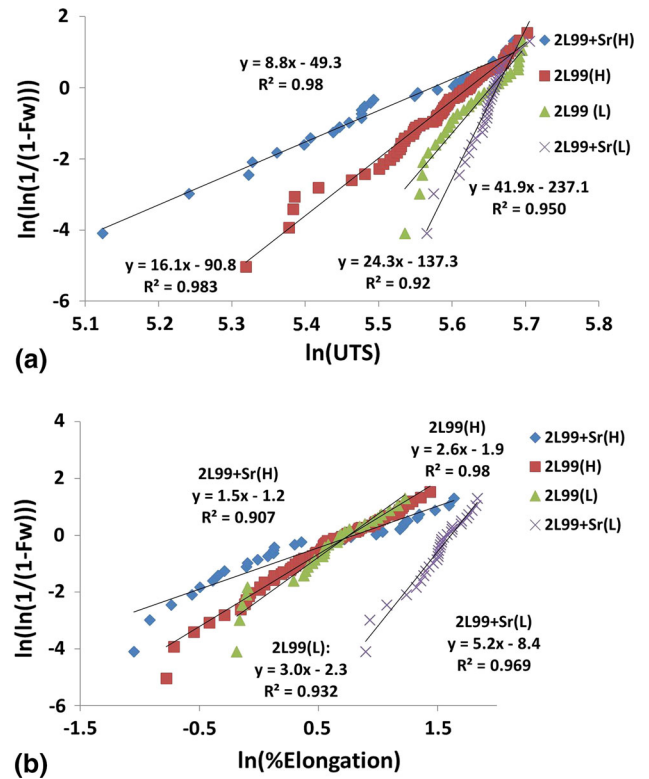 2
0
-2
-4
-6
5.1 5.2 5.3 5.4 5.5 5.6 5.7 5.8
ln(ln(1/(1-Fw)))
ln(UTS)
y = 8.8x - 49.3
R² = 0.98
2L99+Sr(H)
2L99(H)
2L99 (L)
2L99+Sr(L)
41.9x - 237.1
R² = 0.950
y = 16.1x - 90.8
R² = 0.983
y = 24.3x - 137.3
R² = 0.92
(a)
4
2
0
-2
-4
-6
-1.5 -0.5 0.5 1.5
ln(ln(1/(1-Fw)))
ln(%Elongation)
2L99(H)
y = 2.6x - 1.9
R² = 0.98
2L99+Sr(H)
y = 1.5x - 1.2
R² = 0.907
2L99+Sr(H)
2L99(H)
2L99(L)
2L99+Sr(L)
2L99(L):
y = 3.0x - 2.3
R² = 0.932
2L99+Sr(L)
y = 5.2x - 8.4
R² = 0.969
(b)